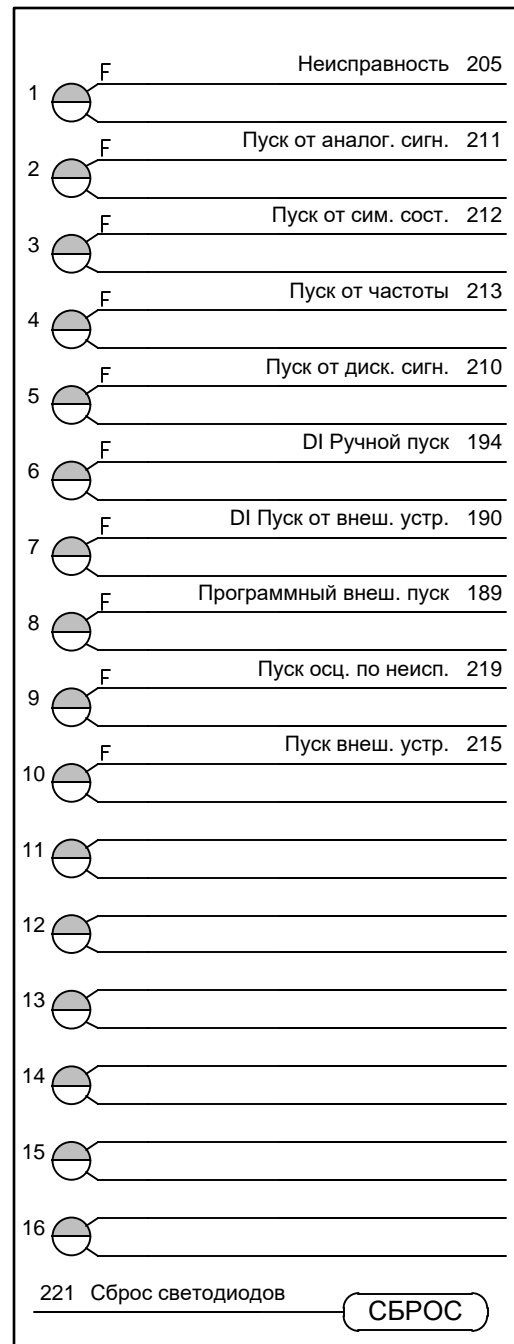 Неисправность 205
1 F
Пуск от аналог. сигн. 211
2 F
Пуск от сим. сост. 212
3 F
Пуск от частоты 213
4 F
Пуск от диск. сигн. 210
5 F
DI Ручной пуск 194
6 F
DI Пуск от внеш. устр. 190
7 F
Программный внеш. пуск 189
8 F
Пуск осц. по неисп. 219
9 F
Пуск внеш. устр. 215
10 F
11
12
13
14
15
16
221 Сброс светодиодов
СБРОС